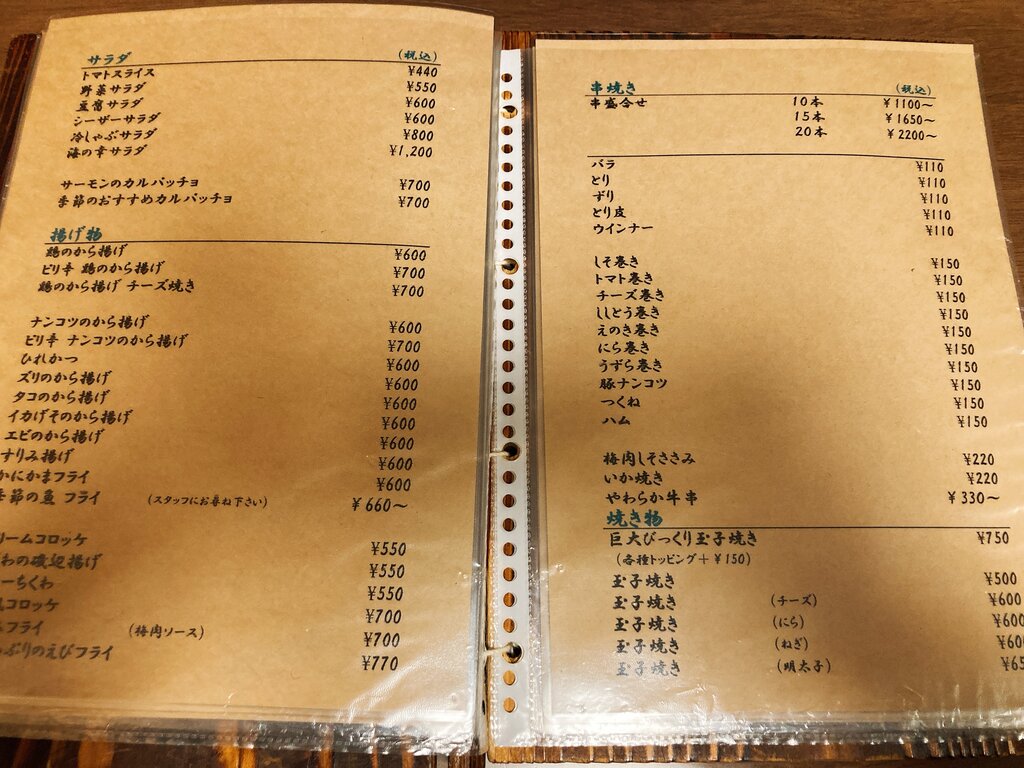 サラダ (税込)
トマトスライス ¥440
野菜サラダ ¥550
豆腐サラダ ¥600
シーザーサラダ ¥600
冷しゃぶサラダ ¥800
海の幸サラダ ¥1,200
サーモンのカルパッチョ ¥700
季節のおすすめカルパッチョ ¥700
揚げ物
鶏のから揚げ ¥600
ピリ辛 鶏のから揚げ ¥700
鶏のから揚げ チーズ焼き ¥700
ナンコツのから揚げ ¥600
ピリ辛 ナンコツのから揚げ ¥700
ひれかつ ¥600
ズリのから揚げ ¥600
タコのから揚げ ¥600
イカげそのから揚げ ¥600
エビのから揚げ ¥600
すりみ揚げ ¥600
かにかまフライ ¥600
季節の魚 フライ (スタッフにお尋ね下さい) ¥660～
リームコロッケ ¥550
わの磯辺揚げ ¥550
ーちくわ ¥550
コロッケ ¥700
フライ (梅肉ソース) ¥700
ぷりのえびフライ ¥770
串焼き (税込)
串盛合せ 10本 ¥1100～
15本 ¥1650～
20本 ¥2200～
バラ ¥110
とり ¥110
ずり ¥110
とり皮 ¥110
ウインナー ¥110
しそ巻き ¥150
トマト巻き ¥150
チーズ巻き ¥150
ししとう巻き ¥150
えのき巻き ¥150
にら巻き ¥150
うずら巻き ¥150
豚ナンコツ ¥150
つくね ¥150
ハム ¥150
梅肉しそささみ ¥220
いか焼き ¥220
やわらか牛串 ¥330～
焼き物
巨大びっくり玉子焼き ¥750
(各種トッピング＋¥150)
玉子焼き ¥500
玉子焼き (チーズ) ¥600
玉子焼き (にら) ¥600
玉子焼き (ねぎ) ¥60
玉子焼き (明太子) ¥65